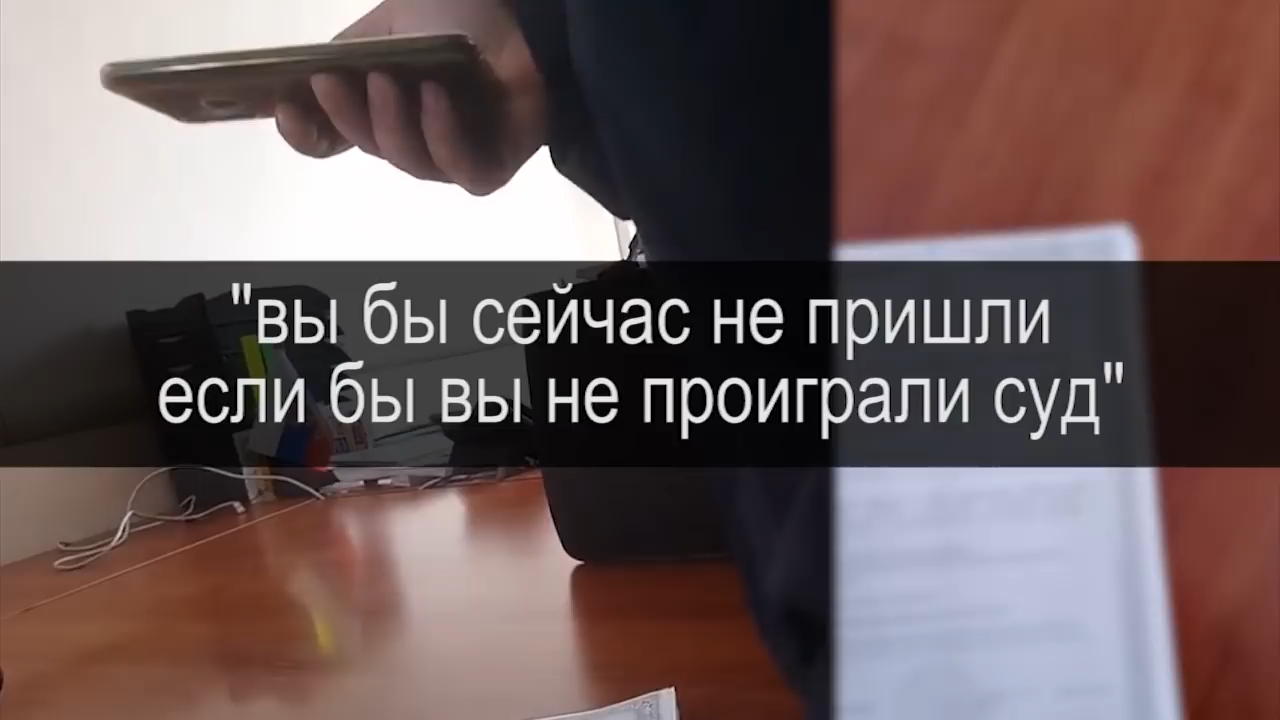 "вы бы сейчас не пришли
если бы вы не проиграли суд"